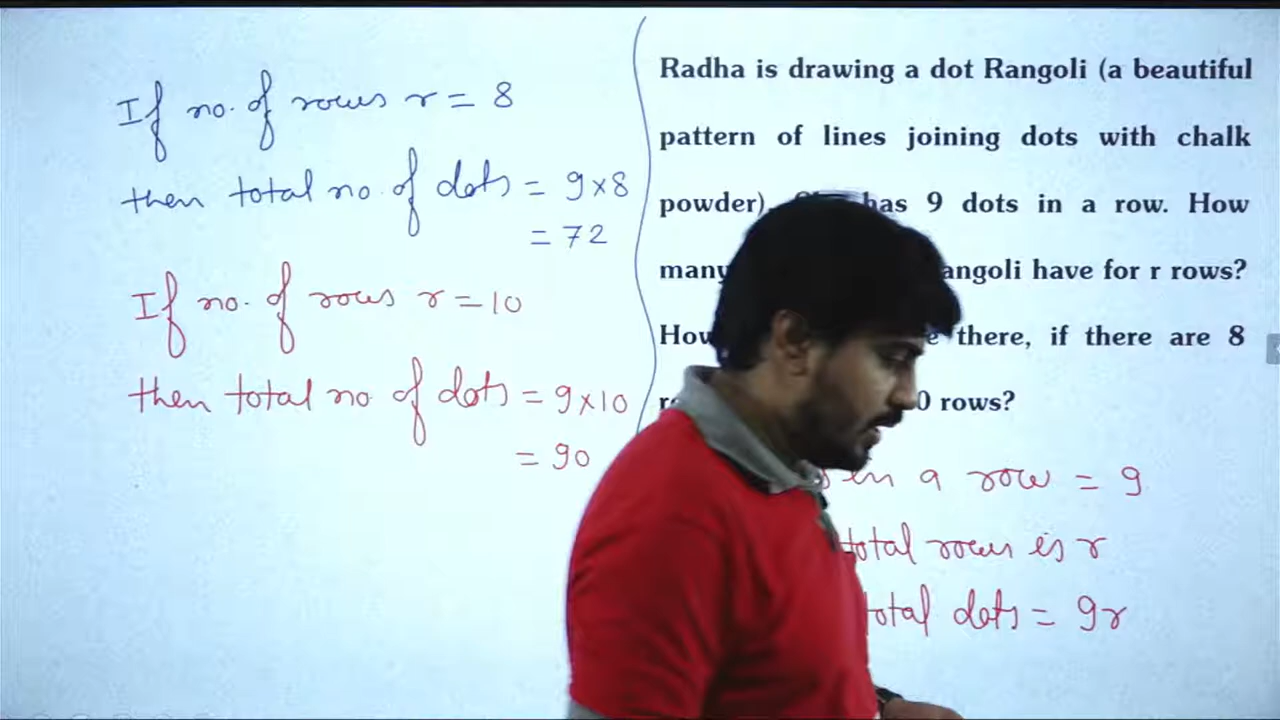 If no. of rows r = 8
then total no. of dots = 9×8
= 72
If no. of rows r = 10
then total no of dots = 9×10
= 90
Radha is drawing a dot Rangoli (a beautiful
pattern of lines joining dots with chalk
powder). has 9 dots in a row. How
many angoli have for r rows?
How there, if there are 8
0 rows?
in a row = 9
total rows is r
total dots = 9r